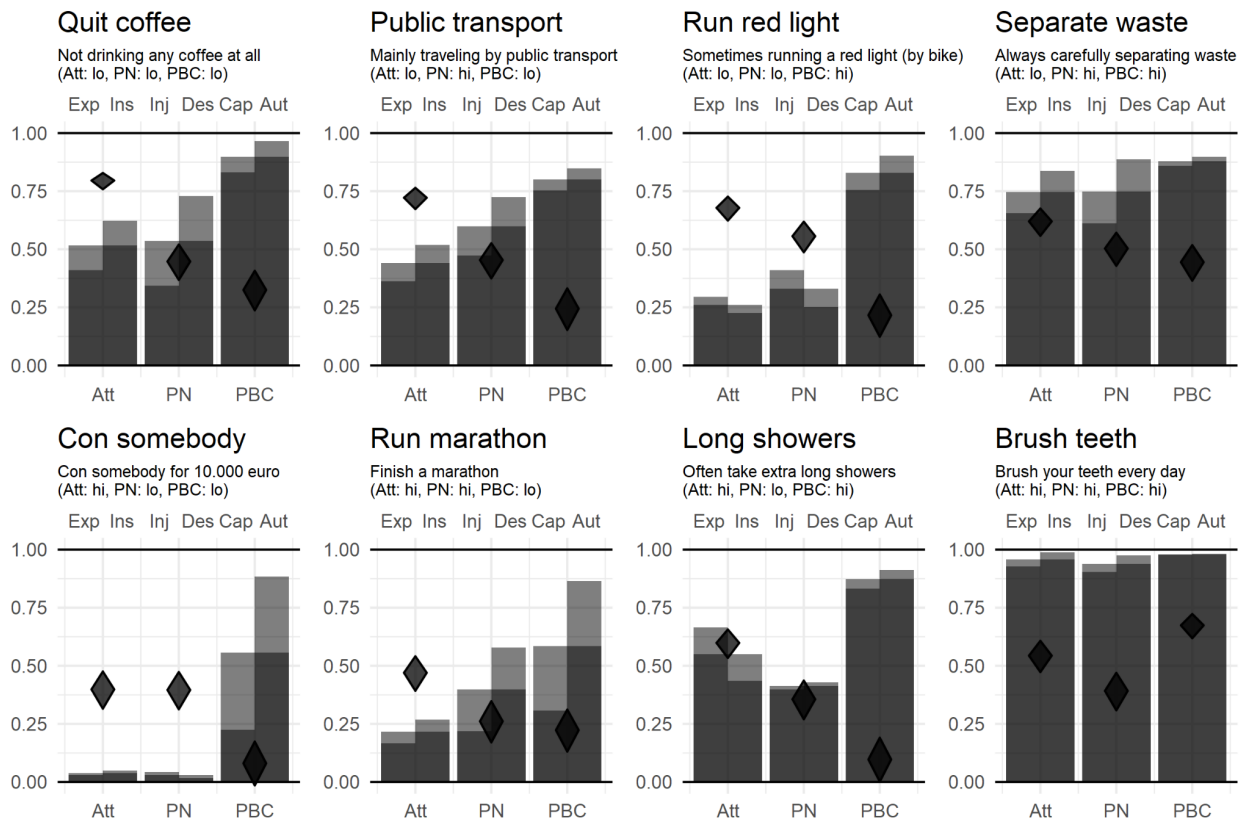 Quit coffee
Not drinking any coffee at all
(Att: lo, PN: lo, PBC: lo)
Exp Ins Inj Des Cap Aut
1.00
0.75
0.50
0.25
0.00
Att PN PBC
Public transport
Mainly traveling by public transport
(Att: lo, PN: hi, PBC: lo)
Exp Ins Inj Des Cap Aut
1.00
0.75
0.50
0.25
0.00
Att PN PBC
Run red light
Sometimes running a red light (by bike)
(Att: lo, PN: lo, PBC: hi)
Exp Ins Inj Des Cap Aut
1.00
0.75
0.50
0.25
0.00
Att PN PBC
Separate waste
Always carefully separating waste
(Att: lo, PN: hi, PBC: hi)
Exp Ins Inj Des Cap Aut
1.00
0.75
0.50
0.25
0.00
Att PN PBC
Con somebody
Con somebody for 10.000 euro
(Att: hi, PN: lo, PBC: lo)
Exp Ins Inj Des Cap Aut
1.00
0.75
0.50
0.25
0.00
Att PN PBC
Run marathon
Finish a marathon
(Att: hi, PN: hi, PBC: lo)
Exp Ins Inj Des Cap Aut
1.00
0.75
0.50
0.25
0.00
Att PN PBC
Long showers
Often take extra long showers
(Att: hi, PN: lo, PBC: hi)
Exp Ins Inj Des Cap Aut
1.00
0.75
0.50
0.25
0.00
Att PN PBC
Brush teeth
Brush your teeth every day
(Att: hi, PN: hi, PBC: hi)
Exp Ins Inj Des Cap Aut
1.00
0.75
0.50
0.25
0.00
Att PN PBC